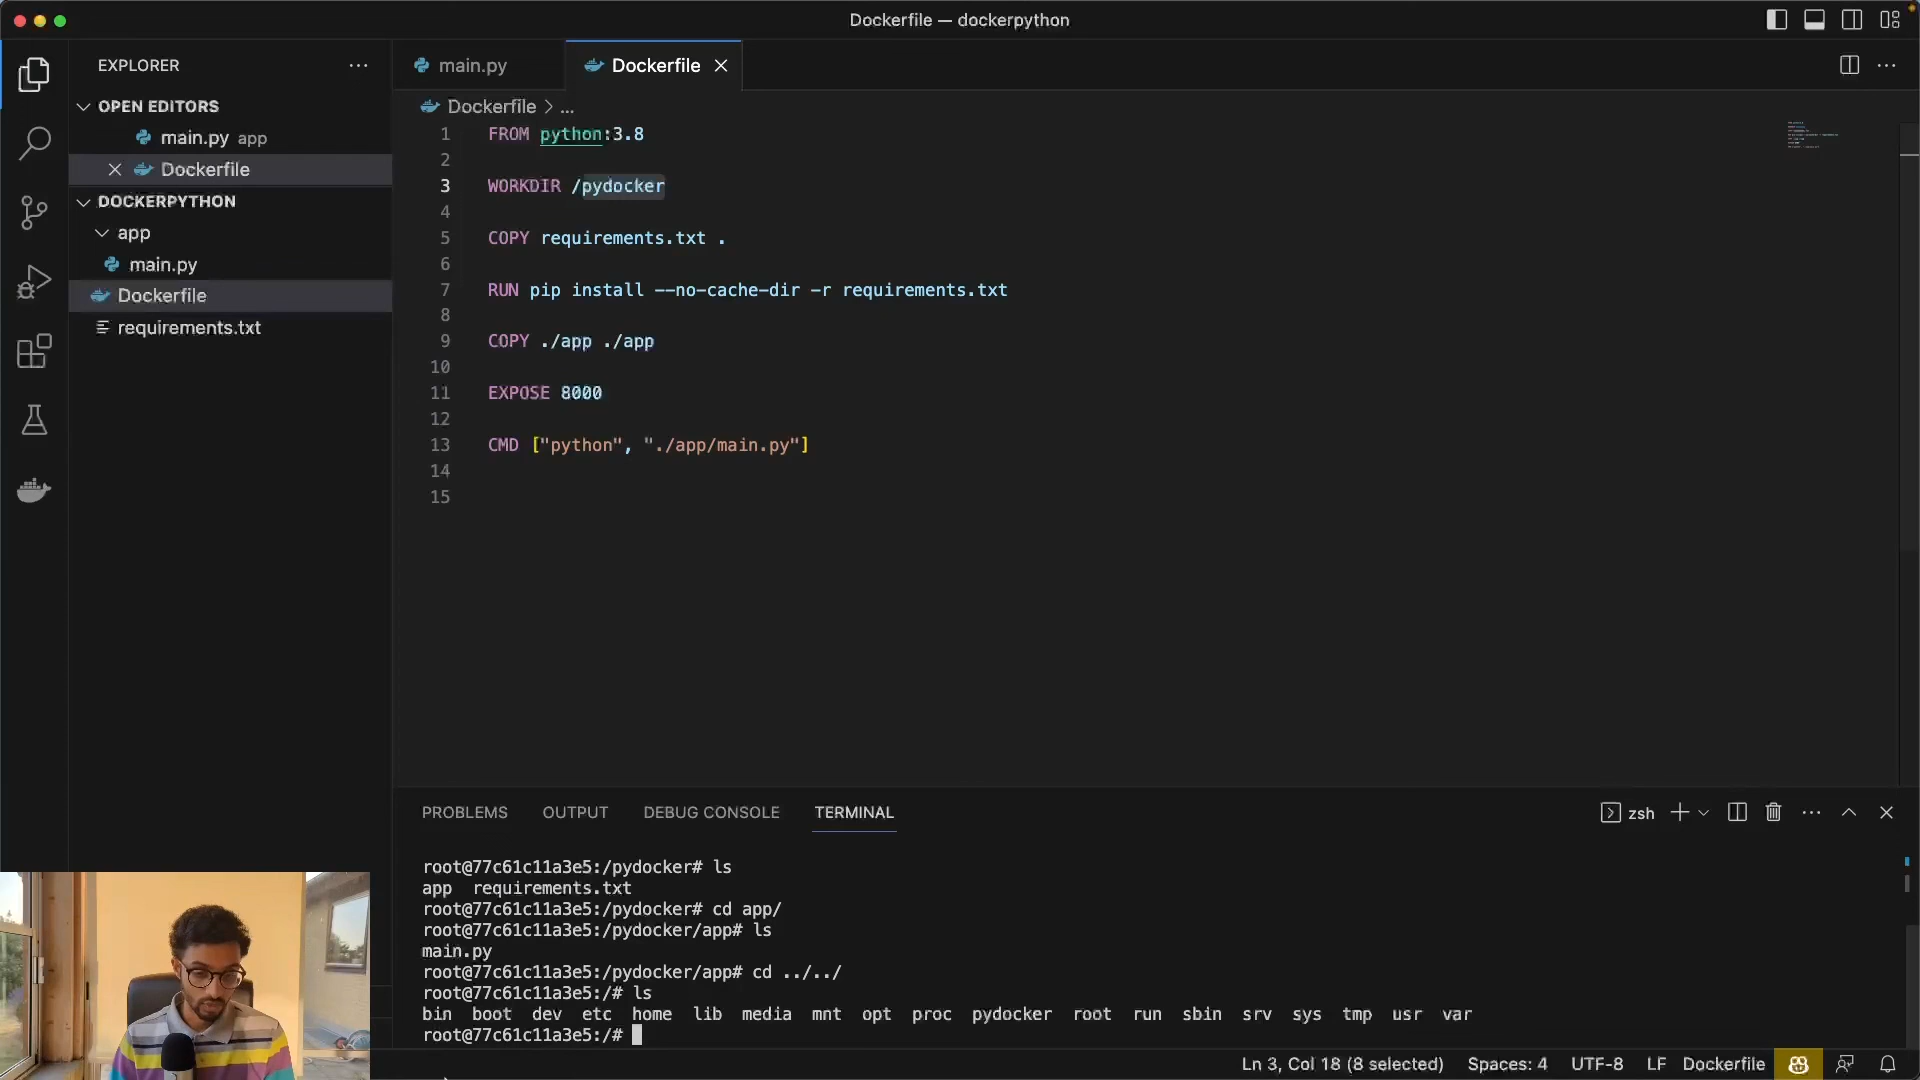 Dockerfile — dockerpython
EXPLORER
main.py
Dockerfile
OPEN EDITORS
main.py app
Dockerfile
DOCKERPYTHON
app
main.py
Dockerfile
requirements.txt
Dockerfile > ...
1 FROM python:3.8
2
3 WORKDIR /pydocker
4
5 COPY requirements.txt .
6
7 RUN pip install --no-cache-dir -r requirements.txt
8
9 COPY ./app ./app
10
11 EXPOSE 8000
12
13 CMD ["python", "./app/main.py"]
14
15
PROBLEMS OUTPUT DEBUG CONSOLE TERMINAL
zsh
root@77c61c11a3e5:/pydocker# ls
app requirements.txt
root@77c61c11a3e5:/pydocker# cd app/
root@77c61c11a3e5:/pydocker/app# ls
main.py
root@77c61c11a3e5:/pydocker/app# cd ../../
root@77c61c11a3e5:/# ls
bin boot dev etc home lib media mnt opt proc pydocker root run sbin srv sys tmp usr var
root@77c61c11a3e5:/#
Ln 3, Col 18 (8 selected) Spaces: 4 UTF-8 LF Dockerfile